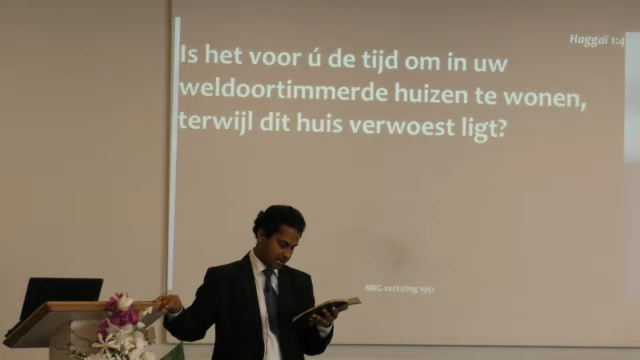 Haggaï 1:4
Is het voor ú de tijd om in uw
weldoortimmerde huizen te wonen,
terwijl dit huis verwoest ligt?
NBG-vertaling 1951